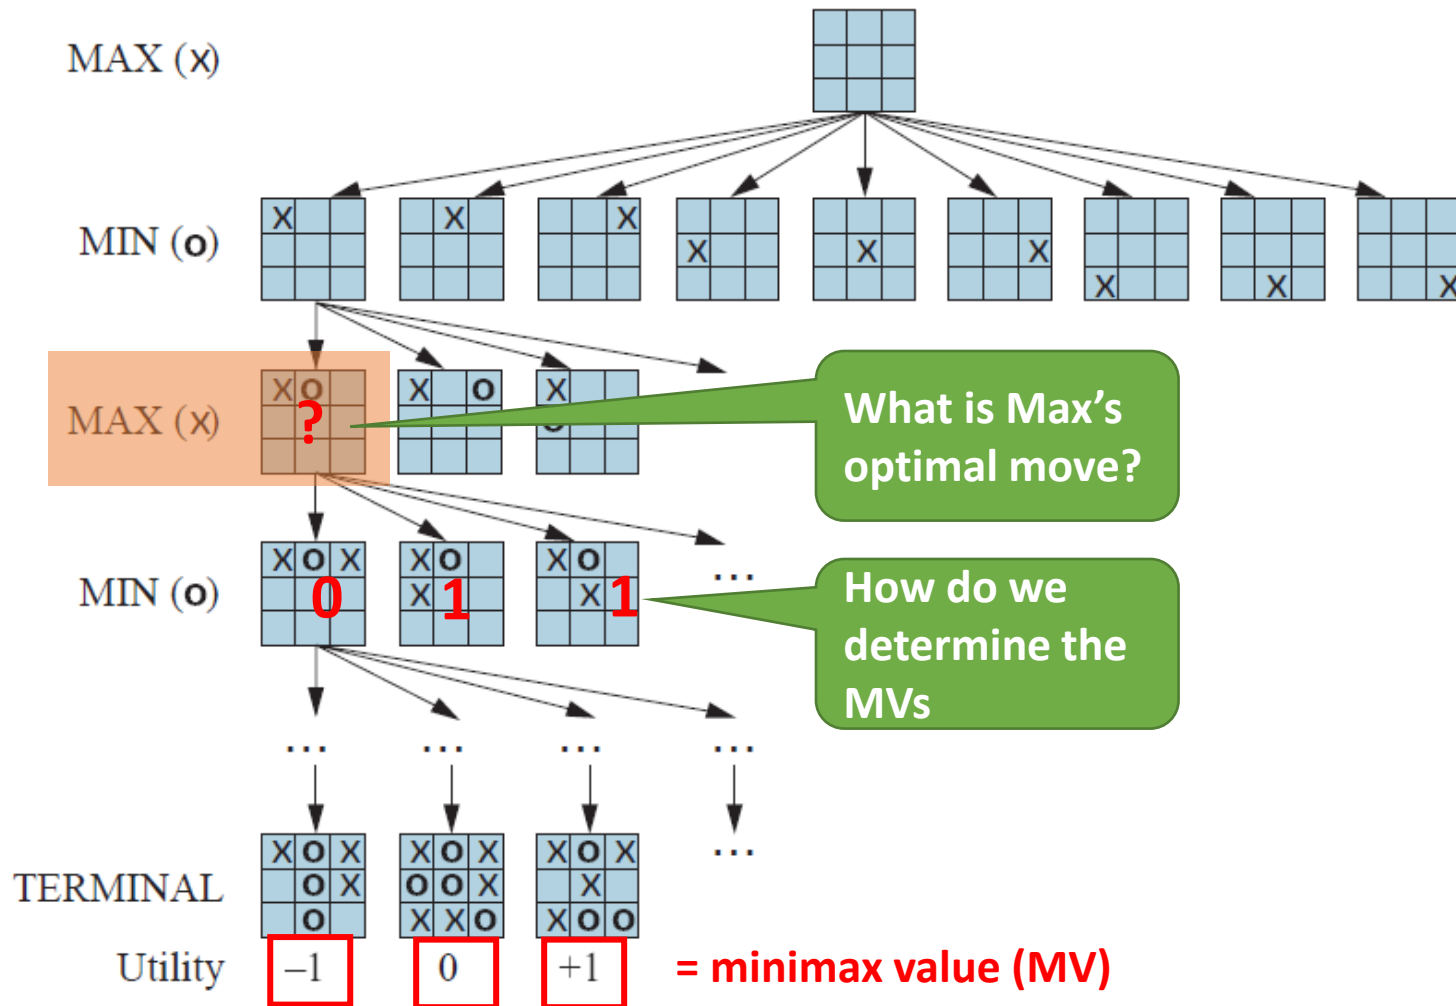 MAX (X)
X X X X X X X X X
MIN (O)
X O X O X O
MAX (X) ?
What is Max's
optimal move?
X O X X O X O
MIN (O) 0 X 1 X 1
...
How do we
determine the
MVs
... ... ... ...
X O X X O X X O X
...
TERMINAL O X O O X X
O X X O X O O
Utility –1 0 +1 = minimax value (MV)